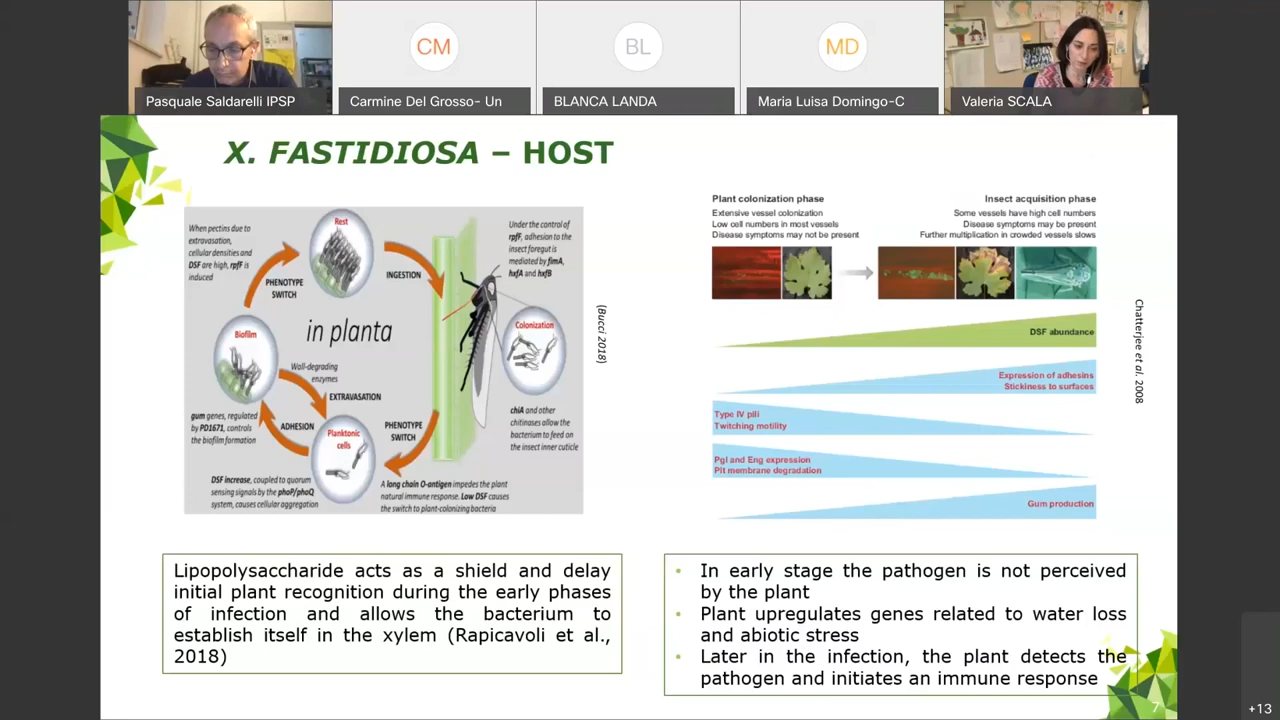 CM
BL
MD
Pasquale Saldarelli IPSP
Carmine Del Grosso- Un
BLANCA LANDA
Maria Luisa Domingo-C
Valeria SCALA
X. FASTIDIOSA – HOST
When pectins due to
extravasation,
cellular densities and
DSF are high, rpfF is
induced
Rest
PHENOTYPE
SWITCH
INGESTION
Under the control of
rpfF, adhesion to the
insect foregut is
mediated by fimA,
hxfA and hxfB
in planta
Biofilm
Colonization
Wall-degrading
enzymes
EXTRAVASATION
gum genes, regulated
by PD1671, controls
the biofilm formation
ADHESION
Planktonic
cells
PHENOTYPE
SWITCH
chiA and other
chitinases allow the
bacterium to feed on
the insect inner cuticle
DSF increase, coupled to quorum
sensing signals by the phoP/phoQ
system, causes cellular aggregation
A long chain O-antigen impedes the plant
natural immune response. Low DSF causes
the switch to plant-colonizing bacteria
(Bucci 2018)
Plant colonization phase
Extensive vessel colonization
Low cell numbers in most vessels
Disease symptoms may not be present
Insect acquisition phase
Some vessels have high cell numbers
Disease symptoms may be present
Further multiplication in crowded vessels slows
DSF abundance
Expression of adhesins
Stickiness to surfaces
Type IV pili
Twitching motility
Pgl and Eng expression
Pit membrane degradation
Gum production
Chatterjee et al. 2008
Lipopolysaccharide acts as a shield and delay
initial plant recognition during the early phases
of infection and allows the bacterium to
establish itself in the xylem (Rapicavoli et al.,
2018)
• In early stage the pathogen is not perceived
by the plant
• Plant upregulates genes related to water loss
and abiotic stress
• Later in the infection, the plant detects the
pathogen and initiates an immune response
7
+13